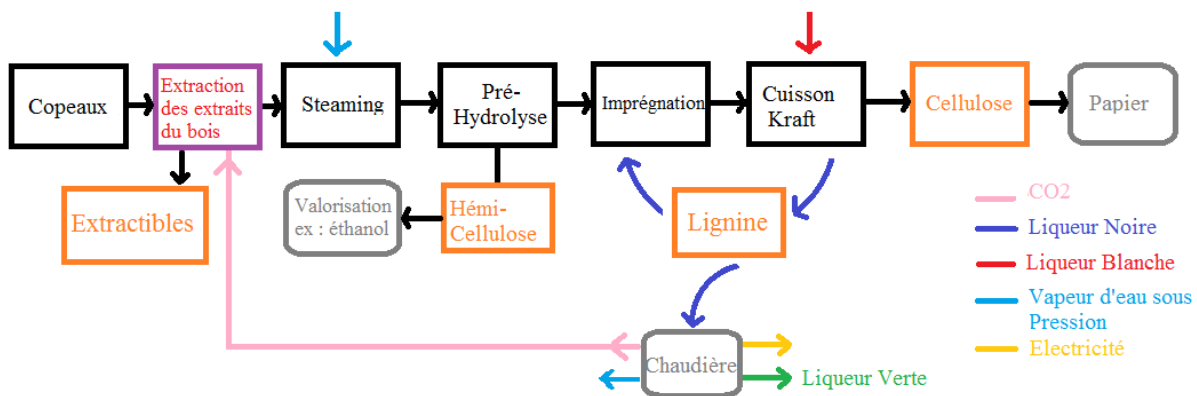 Copeaux
Extraction
des extraits
du bois
Steaming
Pré-
Hydrolyse
Imprégnation
Cuisson
Kraft
Cellulose
Papier
Extractibles
Valorisation
ex : éthanol
Hémi-
Cellulose
Lignine
Chaudière
Liqueur Verte
CO2
Liqueur Noire
Liqueur Blanche
Vapeur d'eau sous
Pression
Electricité